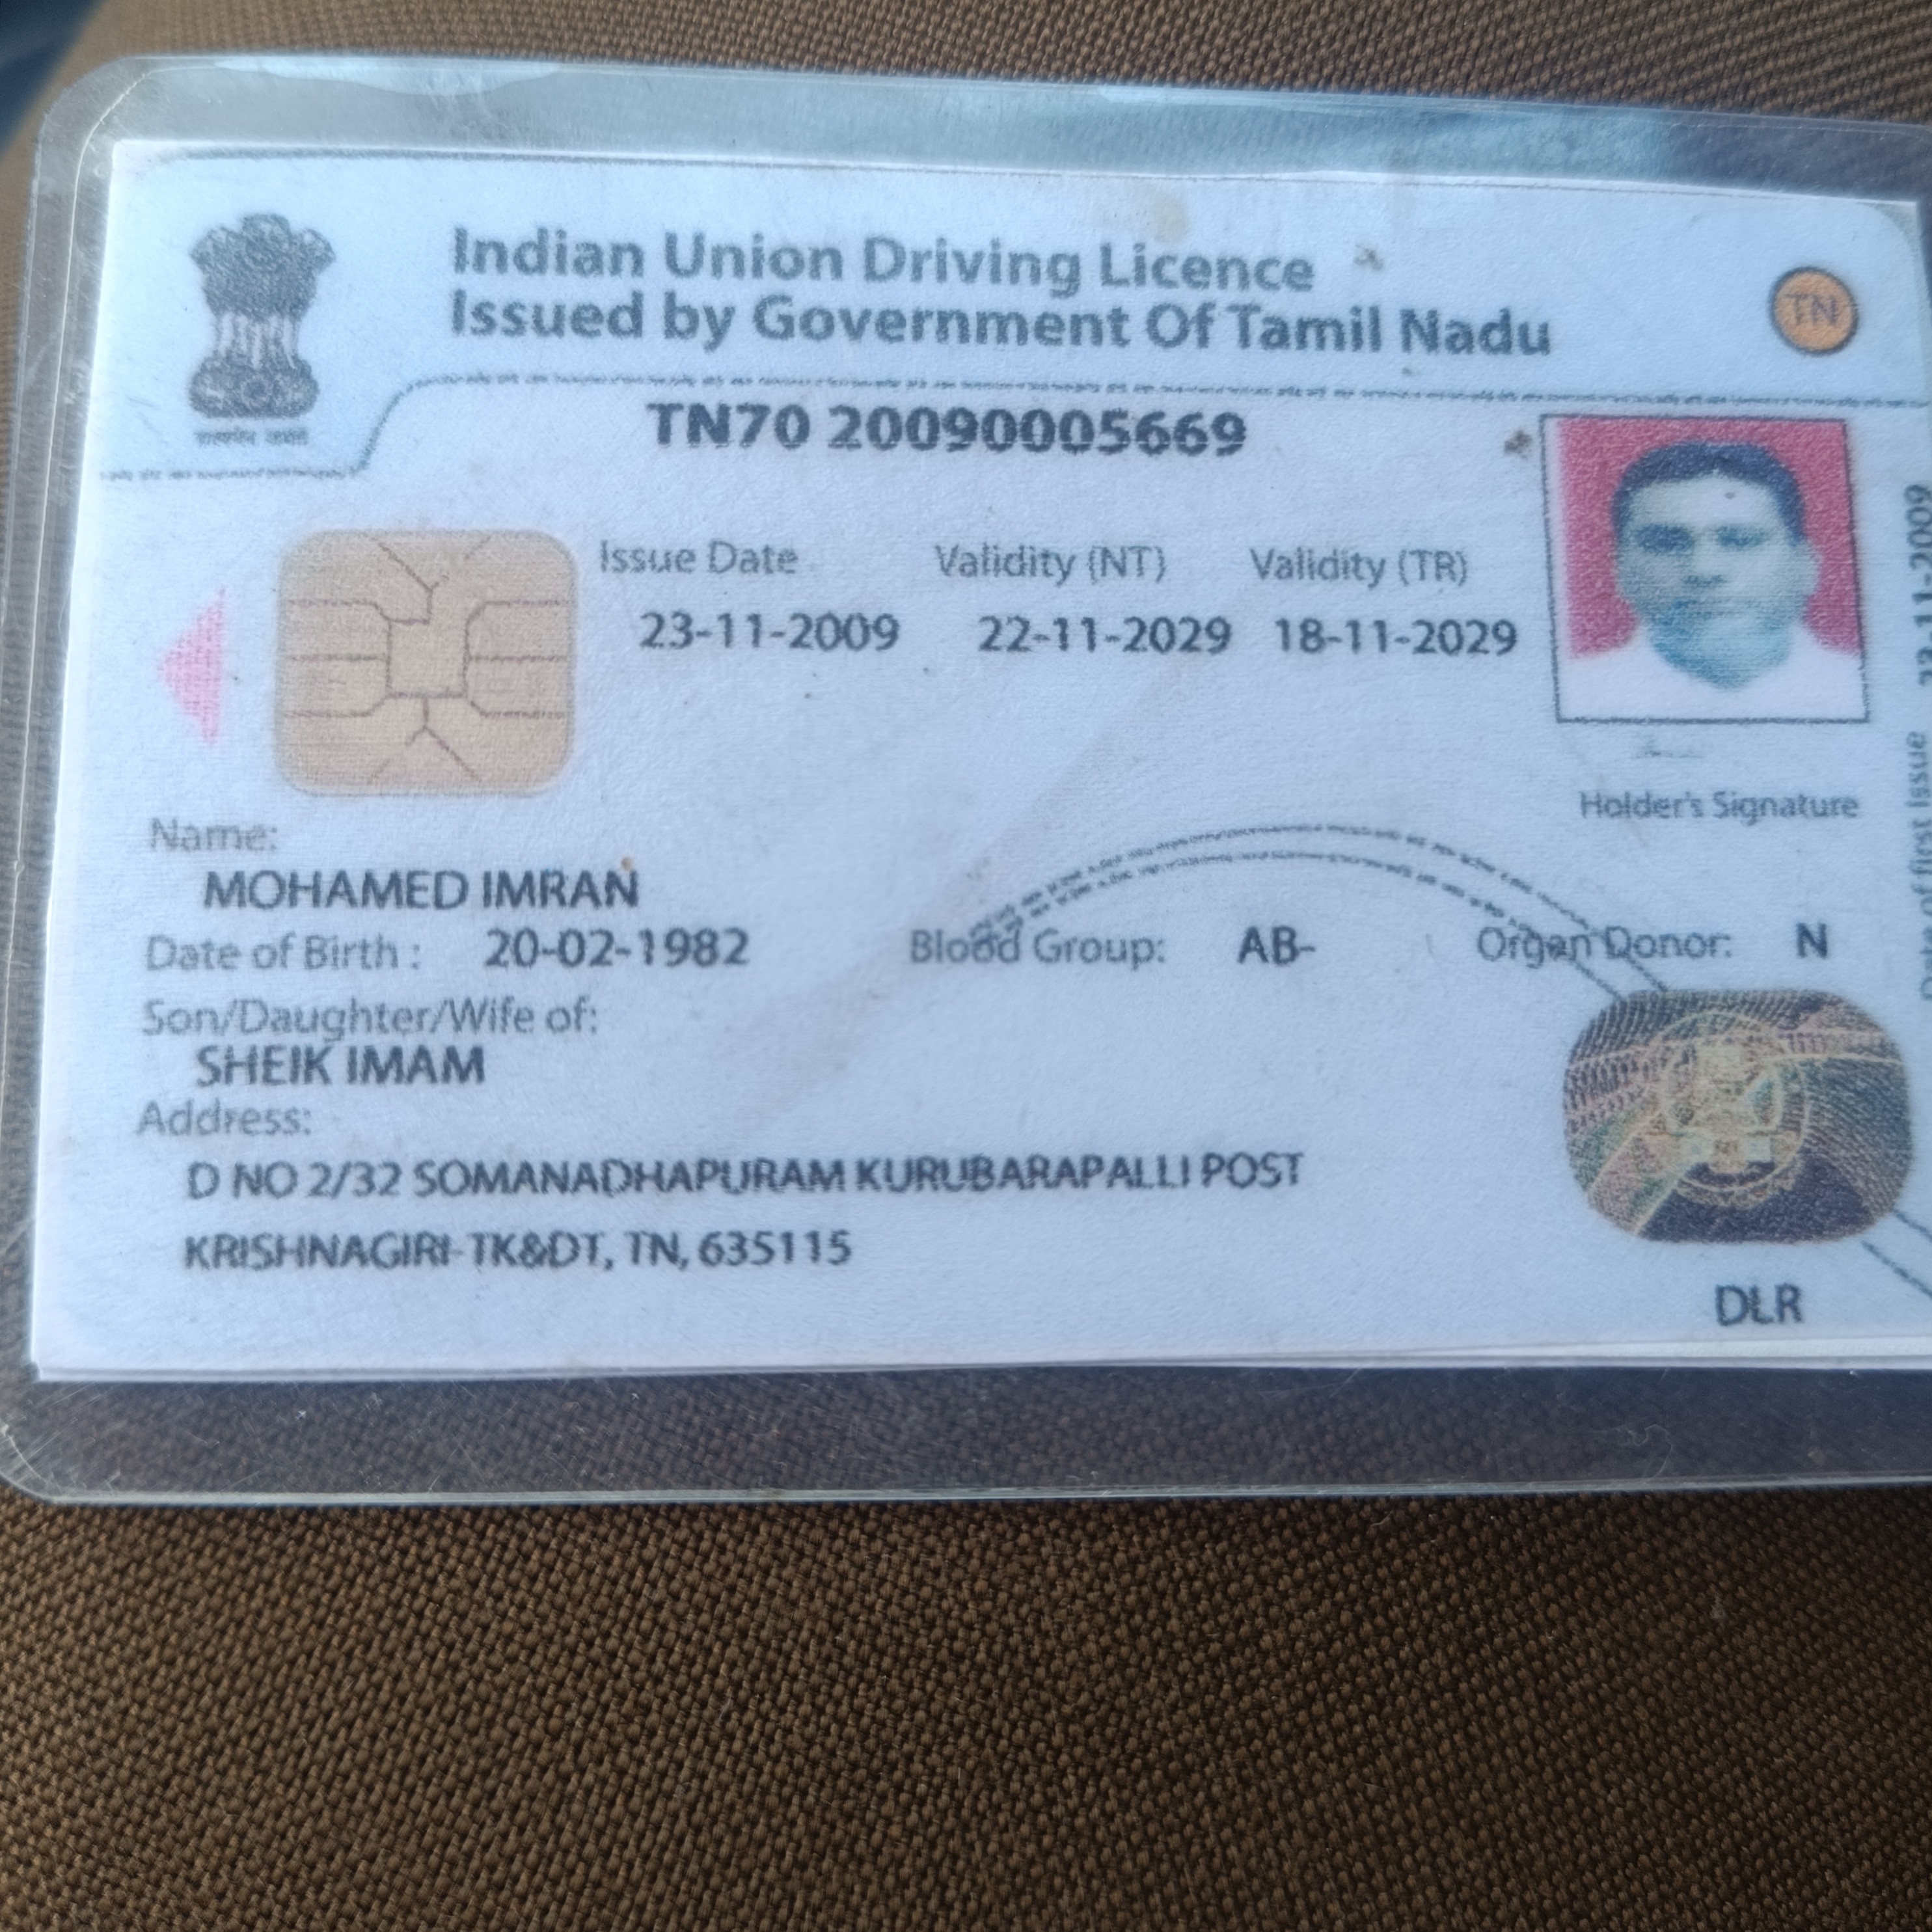 Indian Union Driving Licence
Issued by Government Of Tamil Nadu
TN
TN70 20090005669
Issue Date Validity (NT) Validity (TR)
23-11-2009 22-11-2029 18-11-2029
Holder's Signature
Name:
MOHAMED IMRAN
Date of Birth : 20-02-1982 Blood Group: AB- Organ Donor: N
Son/Daughter/Wife of:
SHEIK IMAM
Address:
D NO 2/32 SOMANADHAPURAM KURUBARAPALLI POST
KRISHNAGIRI-TK&DT, TN, 635115
DLR
first Issue 23-11-2009